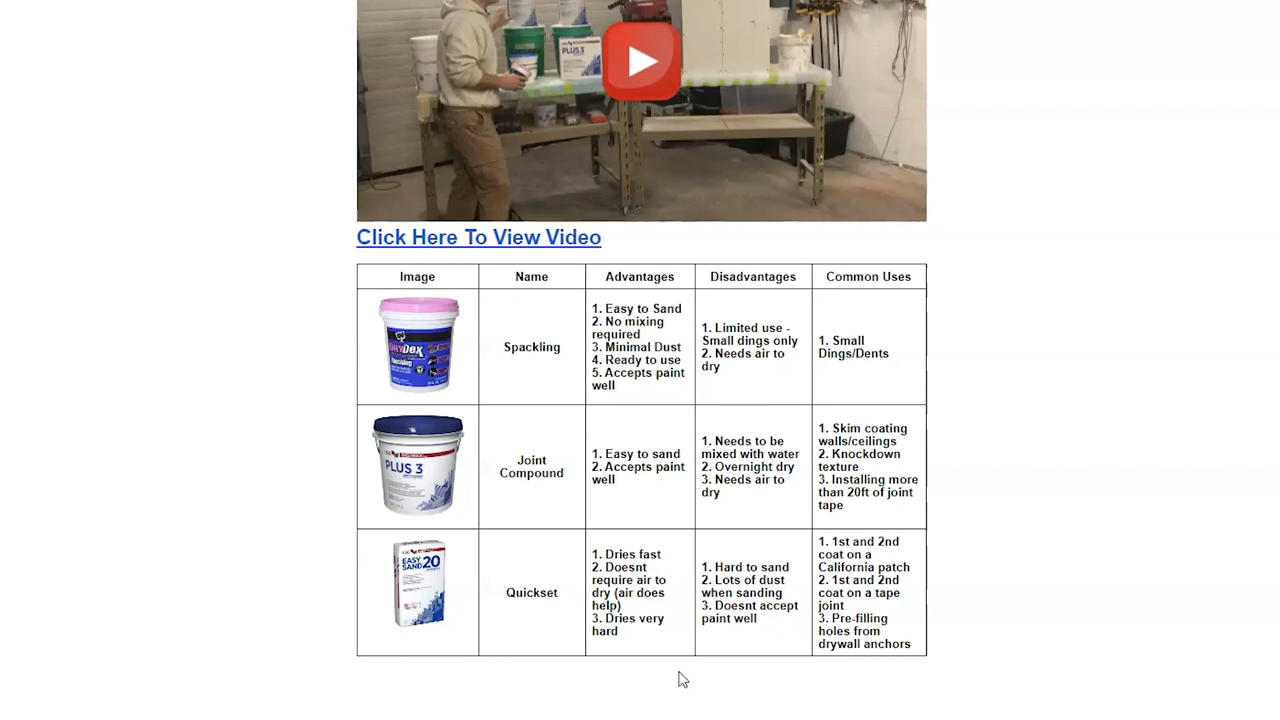 PLUS 3
Click Here To View Video
Image
Name
Advantages
Disadvantages
Common Uses
DRYDEX
Spackling
Spackling
1. Easy to Sand
2. No mixing
required
3. Minimal Dust
4. Ready to use
5. Accepts paint
well
1. Limited use -
Small dings only
2. Needs air to
dry
1. Small
Dings/Dents
PLUS 3
Joint
Compound
1. Easy to sand
2. Accepts paint
well
1. Needs to be
mixed with water
2. Overnight dry
3. Needs air to
dry
1. Skim coating
walls/ceilings
2. Knockdown
texture
3. Installing more
than 20ft of joint
tape
EASY
SAND 20
Quickset
1. Dries fast
2. Doesnt
require air to
dry (air does
help)
3. Dries very
hard
1. Hard to sand
2. Lots of dust
when sanding
3. Doesnt accept
paint well
1. 1st and 2nd
coat on a
California patch
2. 1st and 2nd
coat on a tape
joint
3. Pre-filling
holes from
drywall anchors